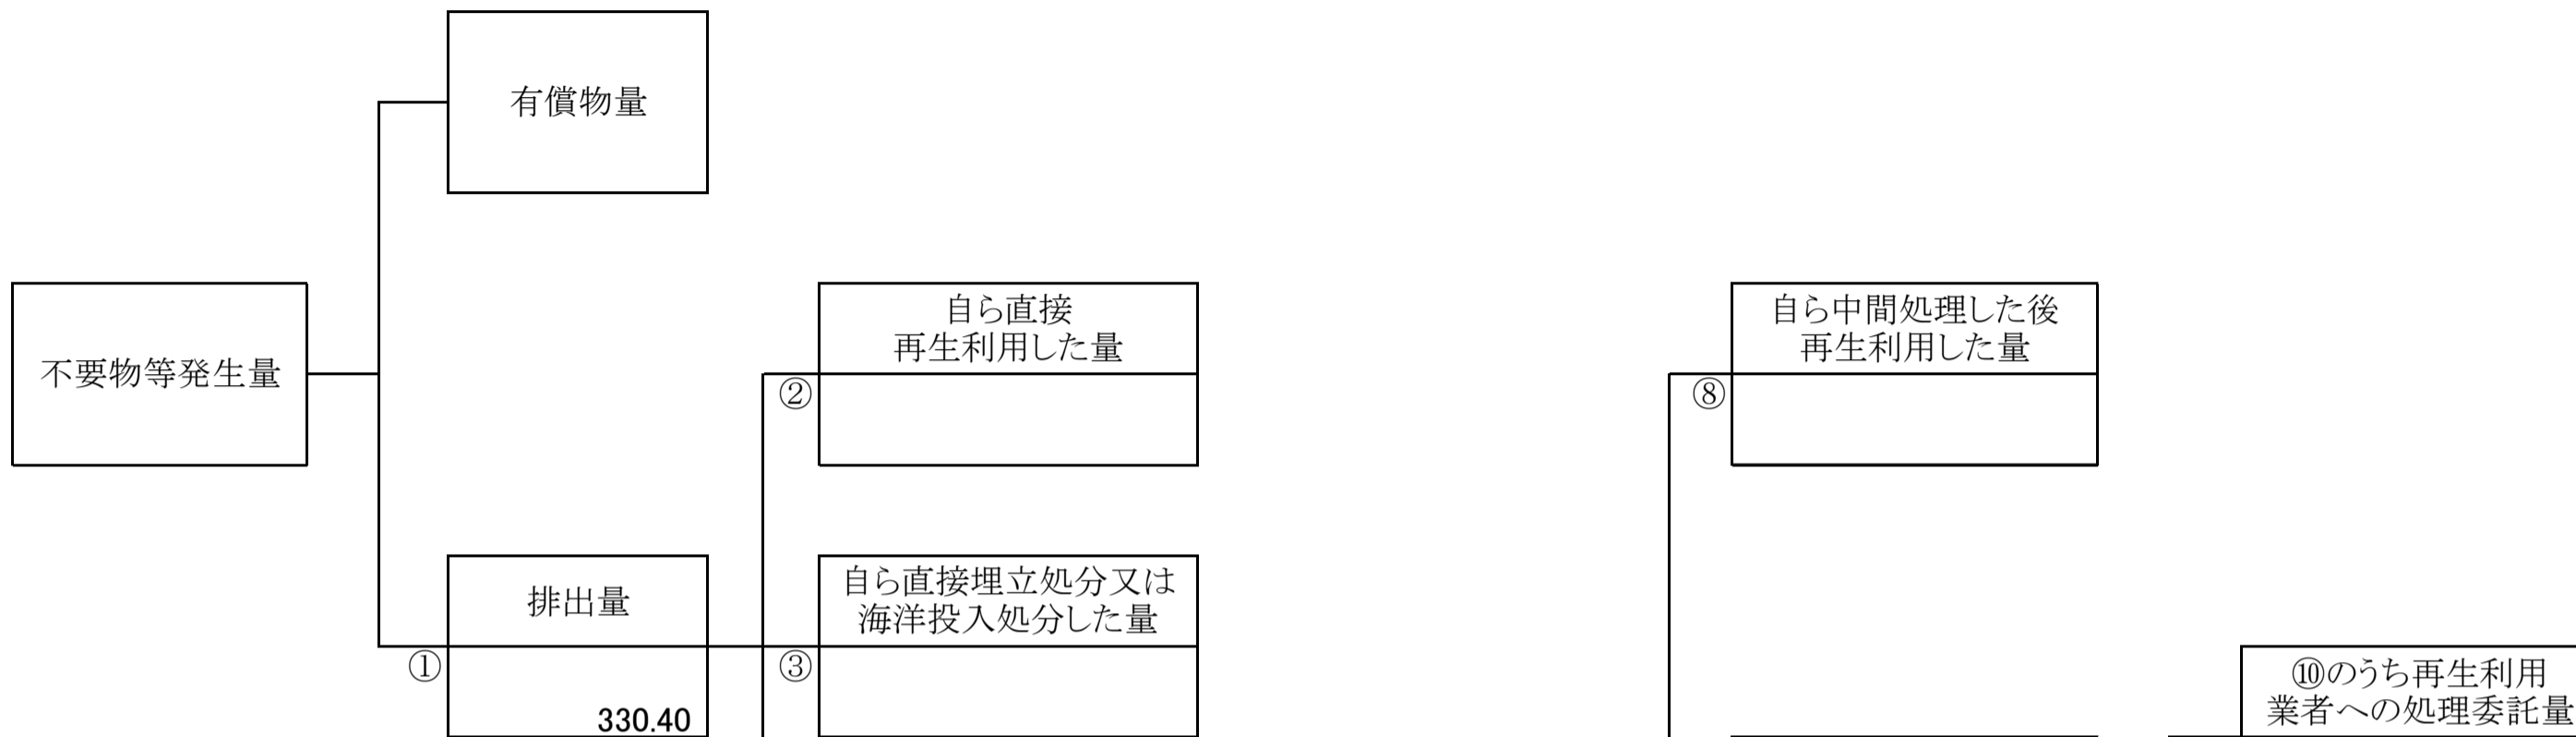 有償物量
不要物等発生量
自ら直接
再生利用した量
②
自ら中間処理した後
再生利用した量
⑧
排出量
①
330.40
自ら直接埋立処分又は
海洋投入処分した量
③
⑩のうち再生利用
業者への処理委託量